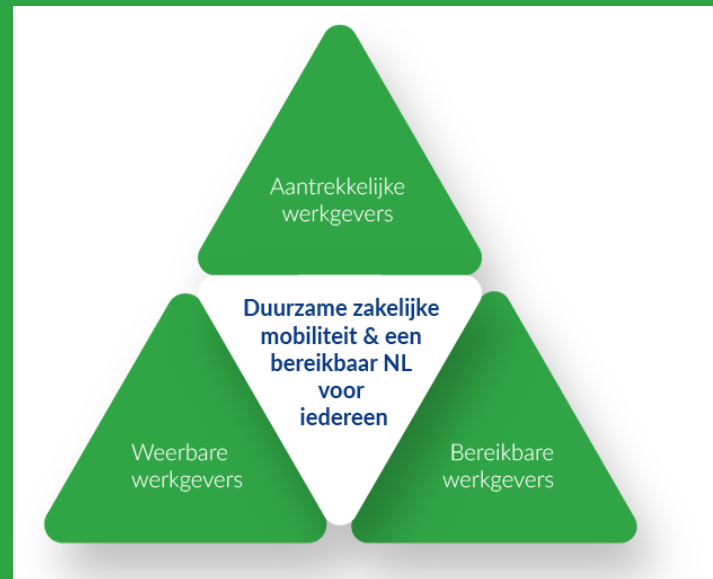 Aantrekkelijke
werkgevers
Duurzame zakelijke
mobiliteit & een
bereikbaar NL
voor
iedereen
Weerbare
werkgevers
Bereikbare
werkgevers